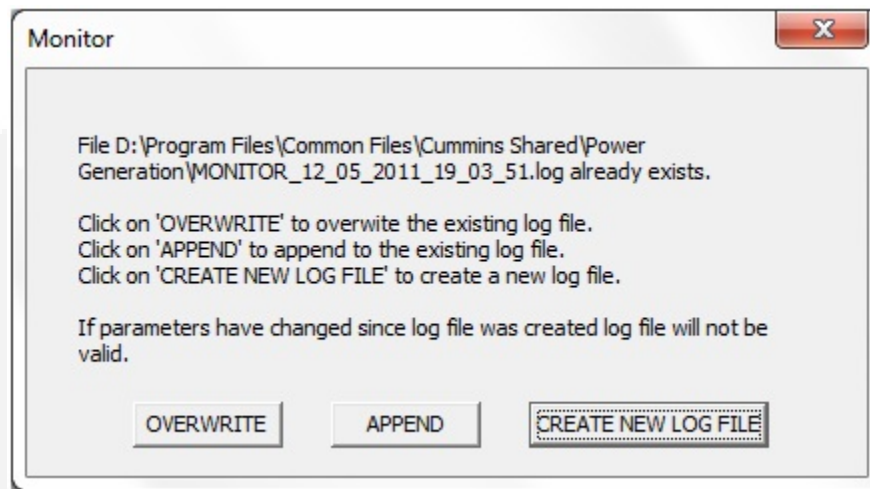 Monitor
File D:\Program Files\Common Files\Cummins Shared\Power
Generation\MONITOR_12_05_2011_19_03_51.log already exists.
Click on 'OVERWRITE' to overwite the existing log file.
Click on 'APPEND' to append to the existing log file.
Click on 'CREATE NEW LOG FILE' to create a new log file.
If parameters have changed since log file was created log file will not be
valid.
OVERWRITE
APPEND
CREATE NEW LOG FILE